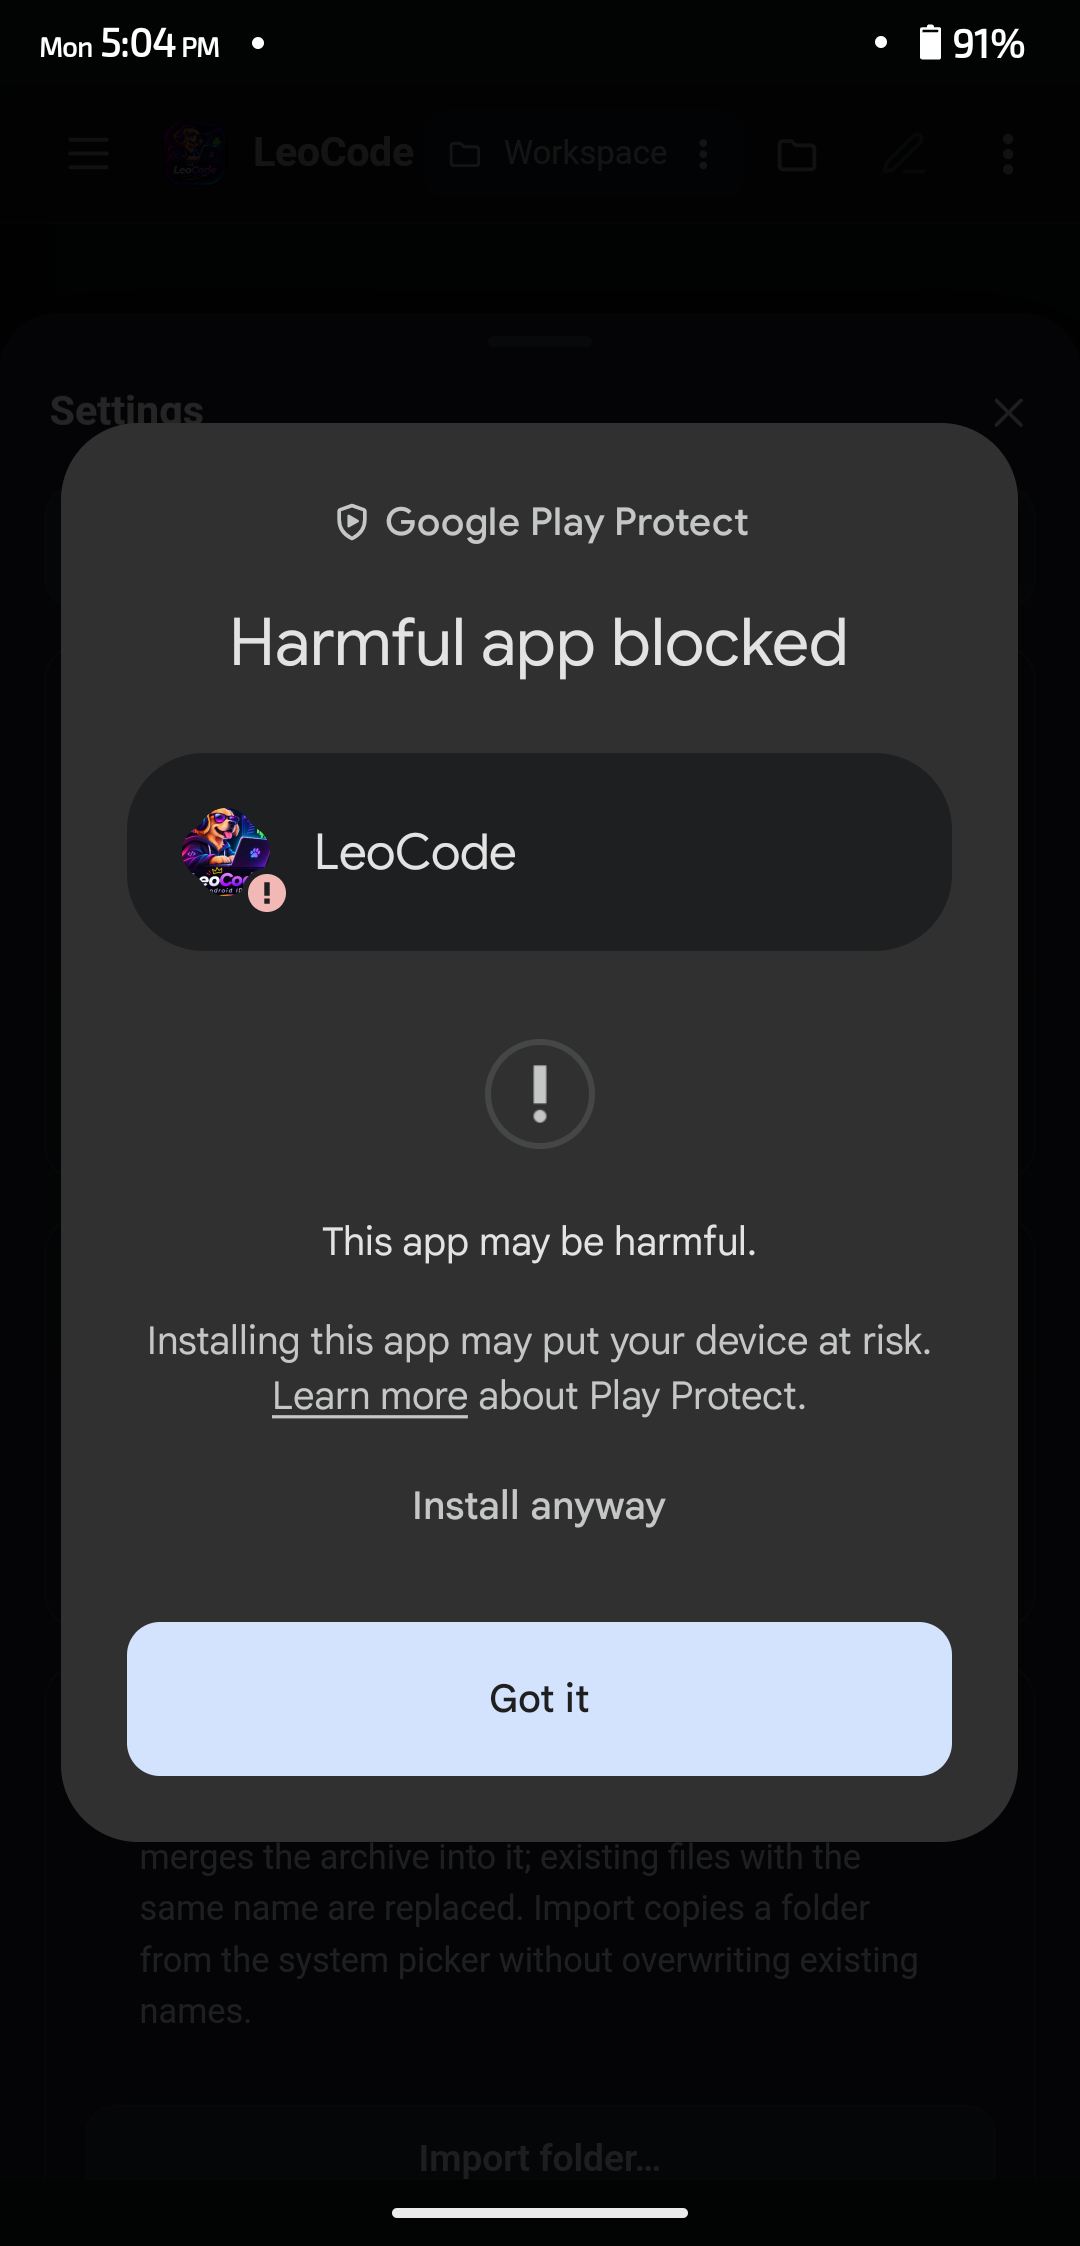 Mon 5:04 PM
91%
LeoCode
Workspace
Settings
Google Play Protect
Harmful app blocked
LeoCode
This app may be harmful.
Installing this app may put your device at risk.
Learn more about Play Protect.
Install anyway
Got it
merges the archive into it; existing files with the
same name are replaced. Import copies a folder
from the system picker without overwriting existing
names.
Import folder...